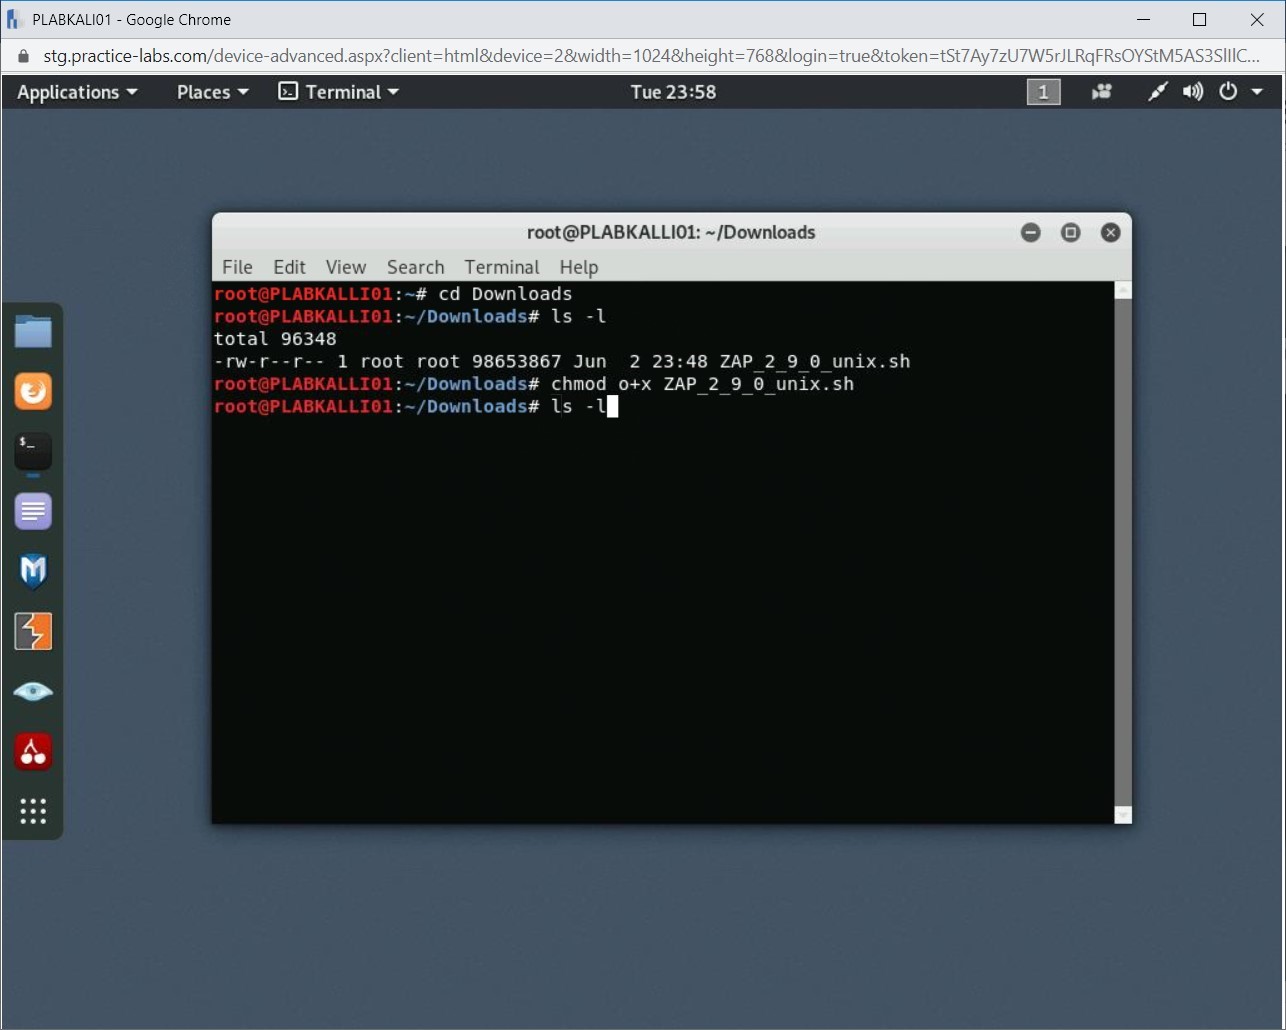 PLABKALI01 - Google Chrome
stg.practice-labs.com/device-advanced.aspx?client=html&device=2&width=1024&height=768&login=true&token=tSt7Ay7zU7W5rJLRqFRsOYStM5AS3SlIlC...
Applications Places Terminal Tue 23:58 1
root@PLABKALLI01: ~/Downloads
File Edit View Search Terminal Help
root@PLABKALLI01:~# cd Downloads
root@PLABKALLI01:~/Downloads# ls -l
total 96348
-rw-r--r-- 1 root root 98653867 Jun  2 23:48 ZAP_2_9_0_unix.sh
root@PLABKALLI01:~/Downloads# chmod o+x ZAP_2_9_0_unix.sh
root@PLABKALLI01:~/Downloads# ls -l
$_